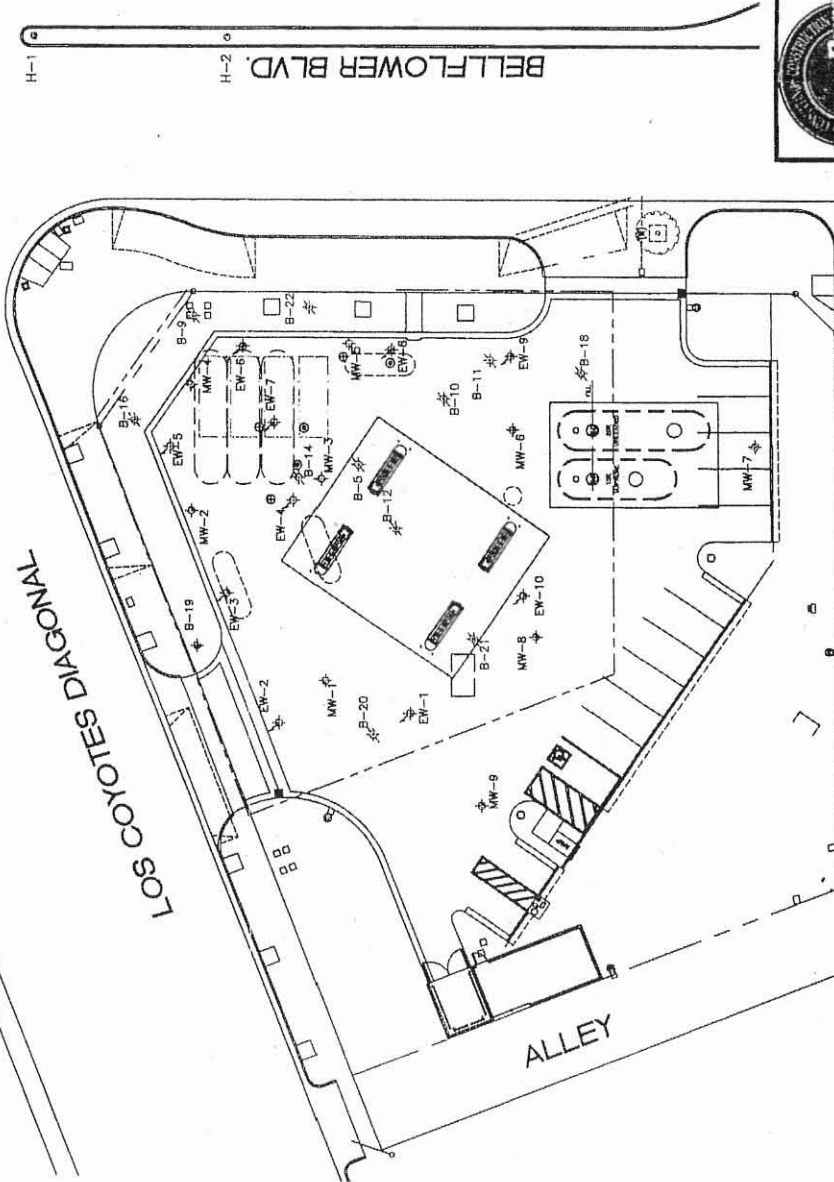 H-1
H-2
BELLFLOWER BLVD.
CONSTRUCTION
LOS COYOTES DIAGONAL
B-9
B-22
B-16
MW-4
EW-6
EW-7
MW-5
EW-8
EW-9
B-11
B-10
B-18
EW-5
B-14
MW-3
B-5
MW-6
MW-2
EW-4
B-12
MW-7
B-19
EW-3
EW-10
EW-2
MW-1
B-21
MW-8
B-20
EW-1
MW-9
ALLEY